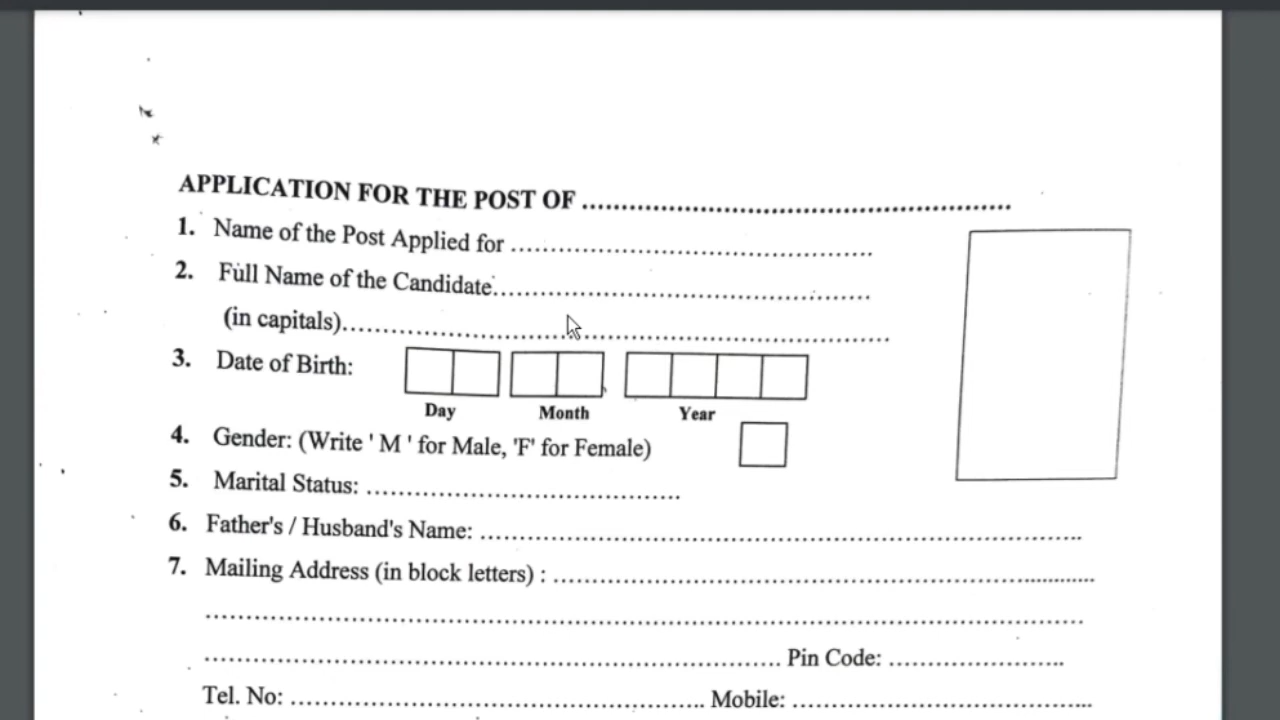 APPLICATION FOR THE POST OF ........................................................
1. Name of the Post Applied for ................................................
2. Full Name of the Candidate..................................................
(in capitals)......................................................................
3. Date of Birth:
Day Month Year
4. Gender: (Write ' M ' for Male, 'F' for Female)
5. Marital Status: .......................................
6. Father's / Husband's Name: ..........................................................................
7. Mailing Address (in block letters) : ...................................................................
..........................................................................................................
...................................................................... Pin Code: ......................
Tel. No: ................................................... Mobile: .....................................